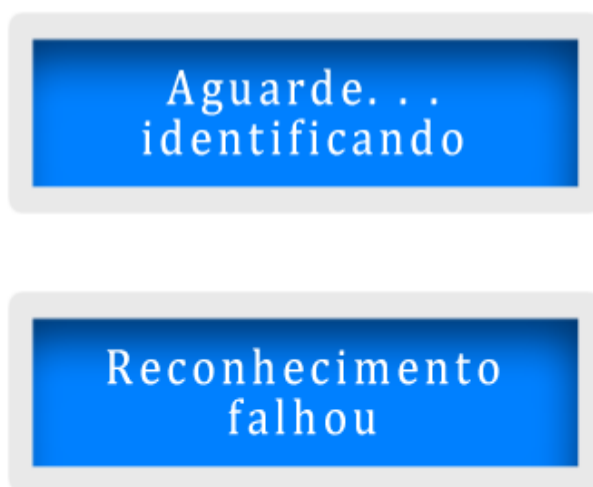 Aguarde. . .
identificando
Reconhecimento
falhou